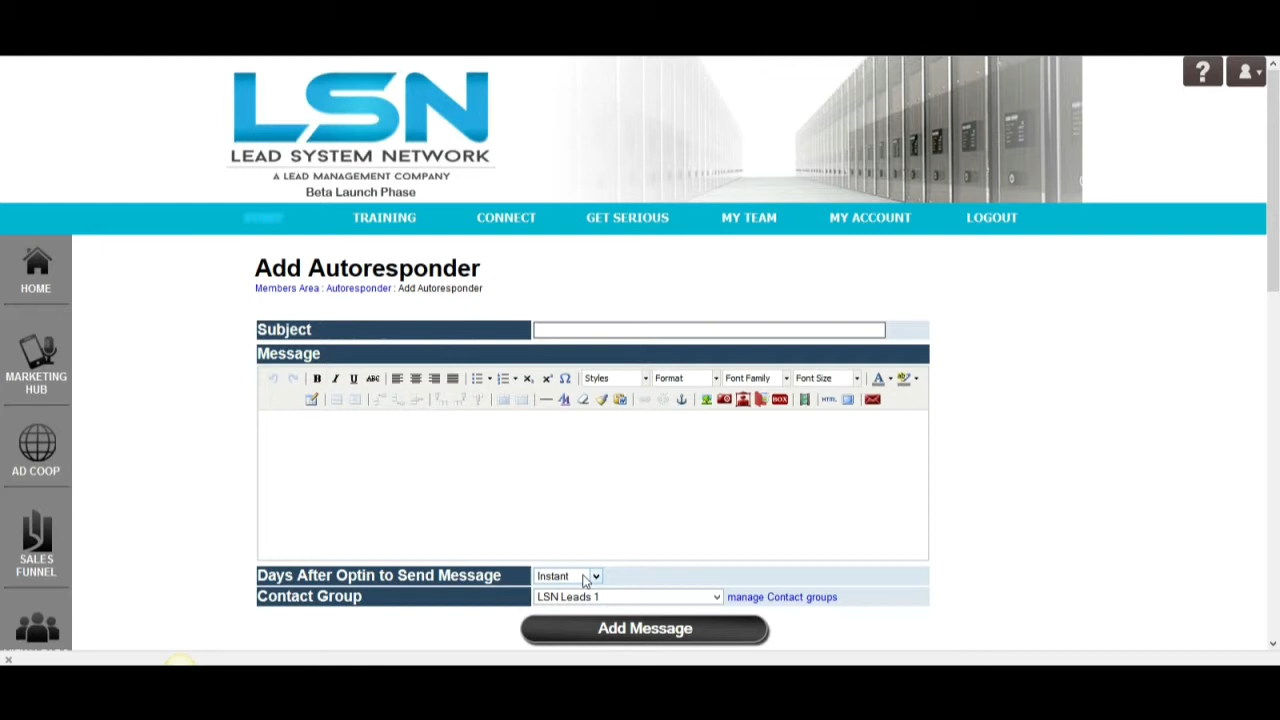 LSN
LEAD SYSTEM NETWORK
A LEAD MANAGEMENT COMPANY
Beta Launch Phase
?
TRAINING CONNECT GET SERIOUS MY TEAM MY ACCOUNT LOGOUT
HOME
MARKETING
HUB
AD COOP
SALES
FUNNEL
Add Autoresponder
Members Area : Autoresponder : Add Autoresponder
Subject
Message
B I U ABC Styles Format Font Family Font Size A
HTML BOX
Days After Optin to Send Message Instant
Contact Group LSN Leads 1 manage Contact groups
Add Message